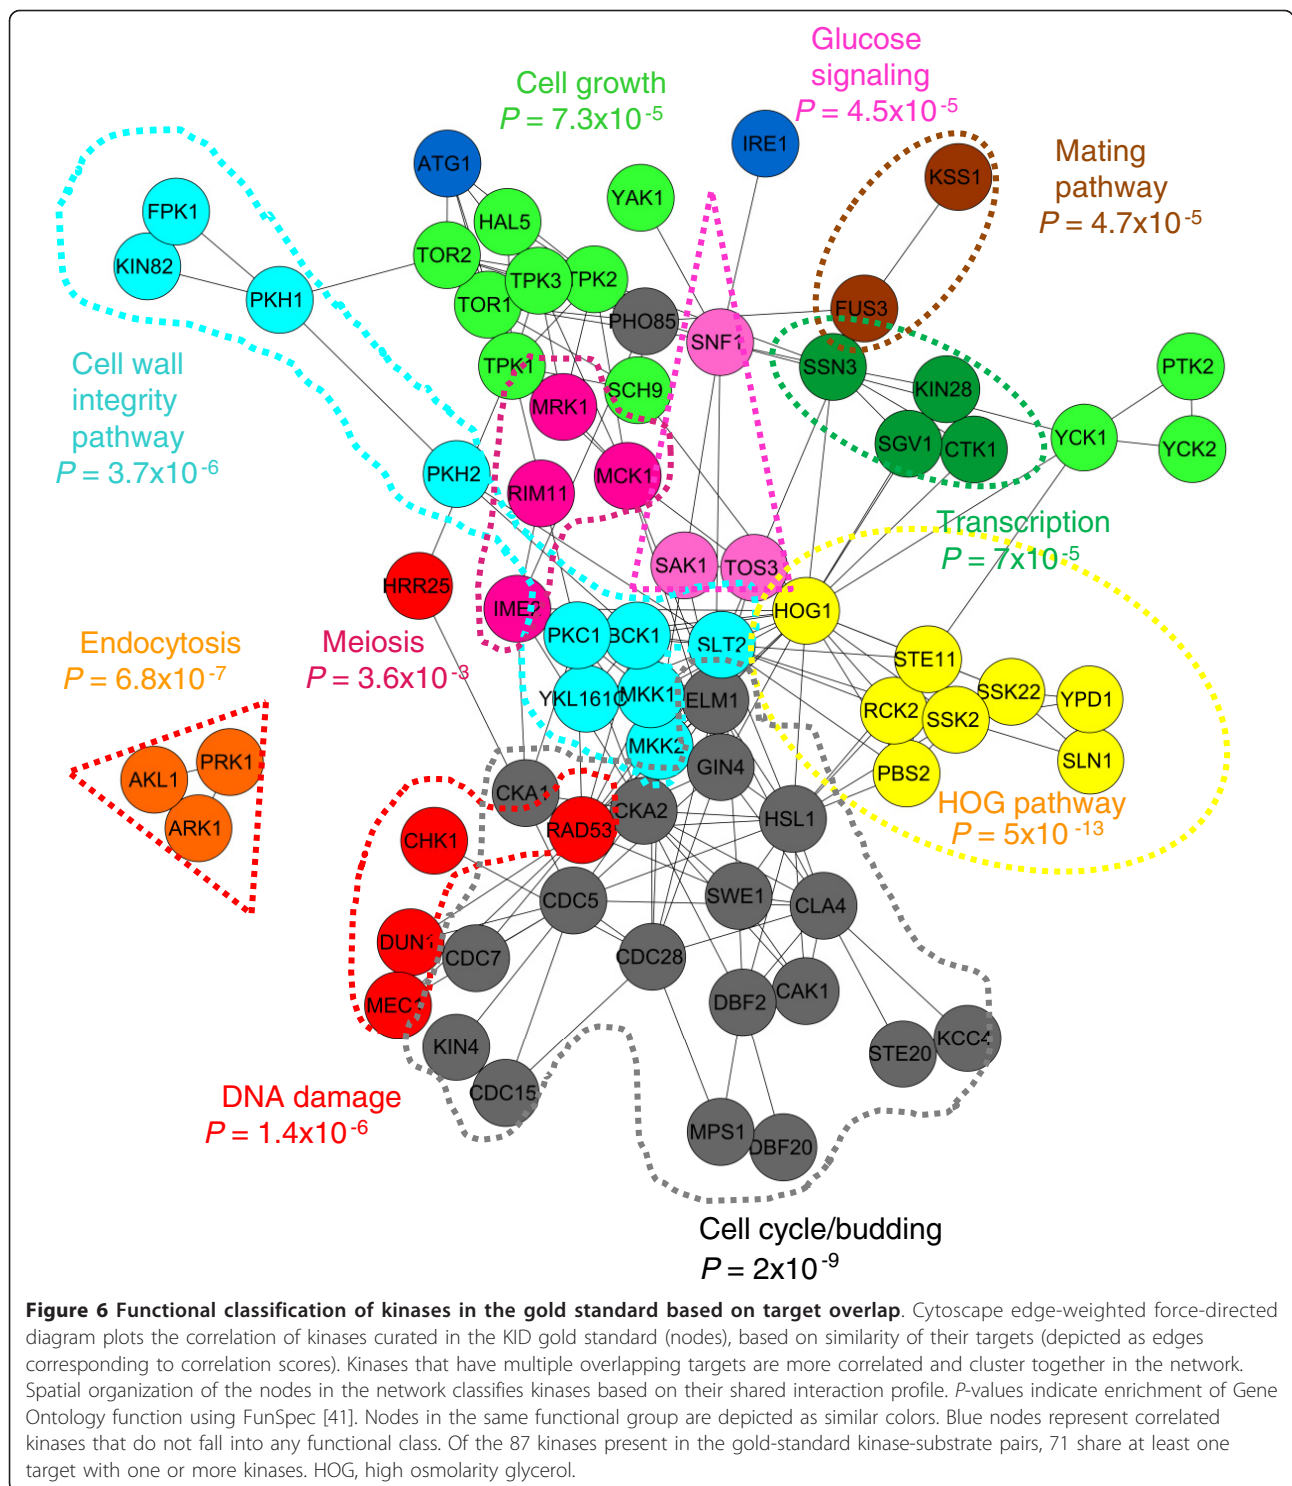 Glucose
signaling
P = 4.5x10 -5
Cell growth
P = 7.3x10 -5
Mating
pathway
P = 4.7x10 -5
IRE1
ATG1
KSS1
YAK1
FPK1
HAL5
TOR2
KIN82
TPK3
TPK2
PKH1
TOR1
FUS3
PHO85
SNF1
Cell wall
integrity
pathway
P = 3.7x10 -6
TPK1
SSN3
PTK2
SCH9
KIN28
MRK1
YCK1
SGV1
CTK1
YCK2
PKH2
MCK1
RIM11
Transcription
P = 7x10 -5
SAK1
TOS3
HRR25
IME2
HOG1
Endocytosis
P = 6.8x10 -7
Meiosis
P = 3.6x10 -3
PKC1
BCK1
SLT2
STE11
YKL161C
MKK1
ELM1
SSK22
YPD1
RCK2
SSK2
MKK2
PRK1
GIN4
SLN1
AKL1
PBS2
CKA1
HOG pathway
P = 5x10 -13
ARK1
CKA2
HSL1
CHK1
RAD53
CDC5
SWE1
CLA4
DUN1
CDC7
CDC28
CAK1
MEC1
DBF2
KIN4
STE20
KCC4
CDC15
DNA damage
P = 1.4x10 -6
MPS1
DBF20
Cell cycle/budding
P = 2x10 -9
Figure 6 Functional classification of kinases in the gold standard based on target overlap. Cytoscape edge-weighted force-directed
diagram plots the correlation of kinases curated in the KID gold standard (nodes), based on similarity of their targets (depicted as edges
corresponding to correlation scores). Kinases that have multiple overlapping targets are more correlated and cluster together in the network.
Spatial organization of the nodes in the network classifies kinases based on their shared interaction profile. P-values indicate enrichment of Gene
Ontology function using FunSpec [41]. Nodes in the same functional group are depicted as similar colors. Blue nodes represent correlated
kinases that do not fall into any functional class. Of the 87 kinases present in the gold-standard kinase-substrate pairs, 71 share at least one
target with one or more kinases. HOG, high osmolarity glycerol.